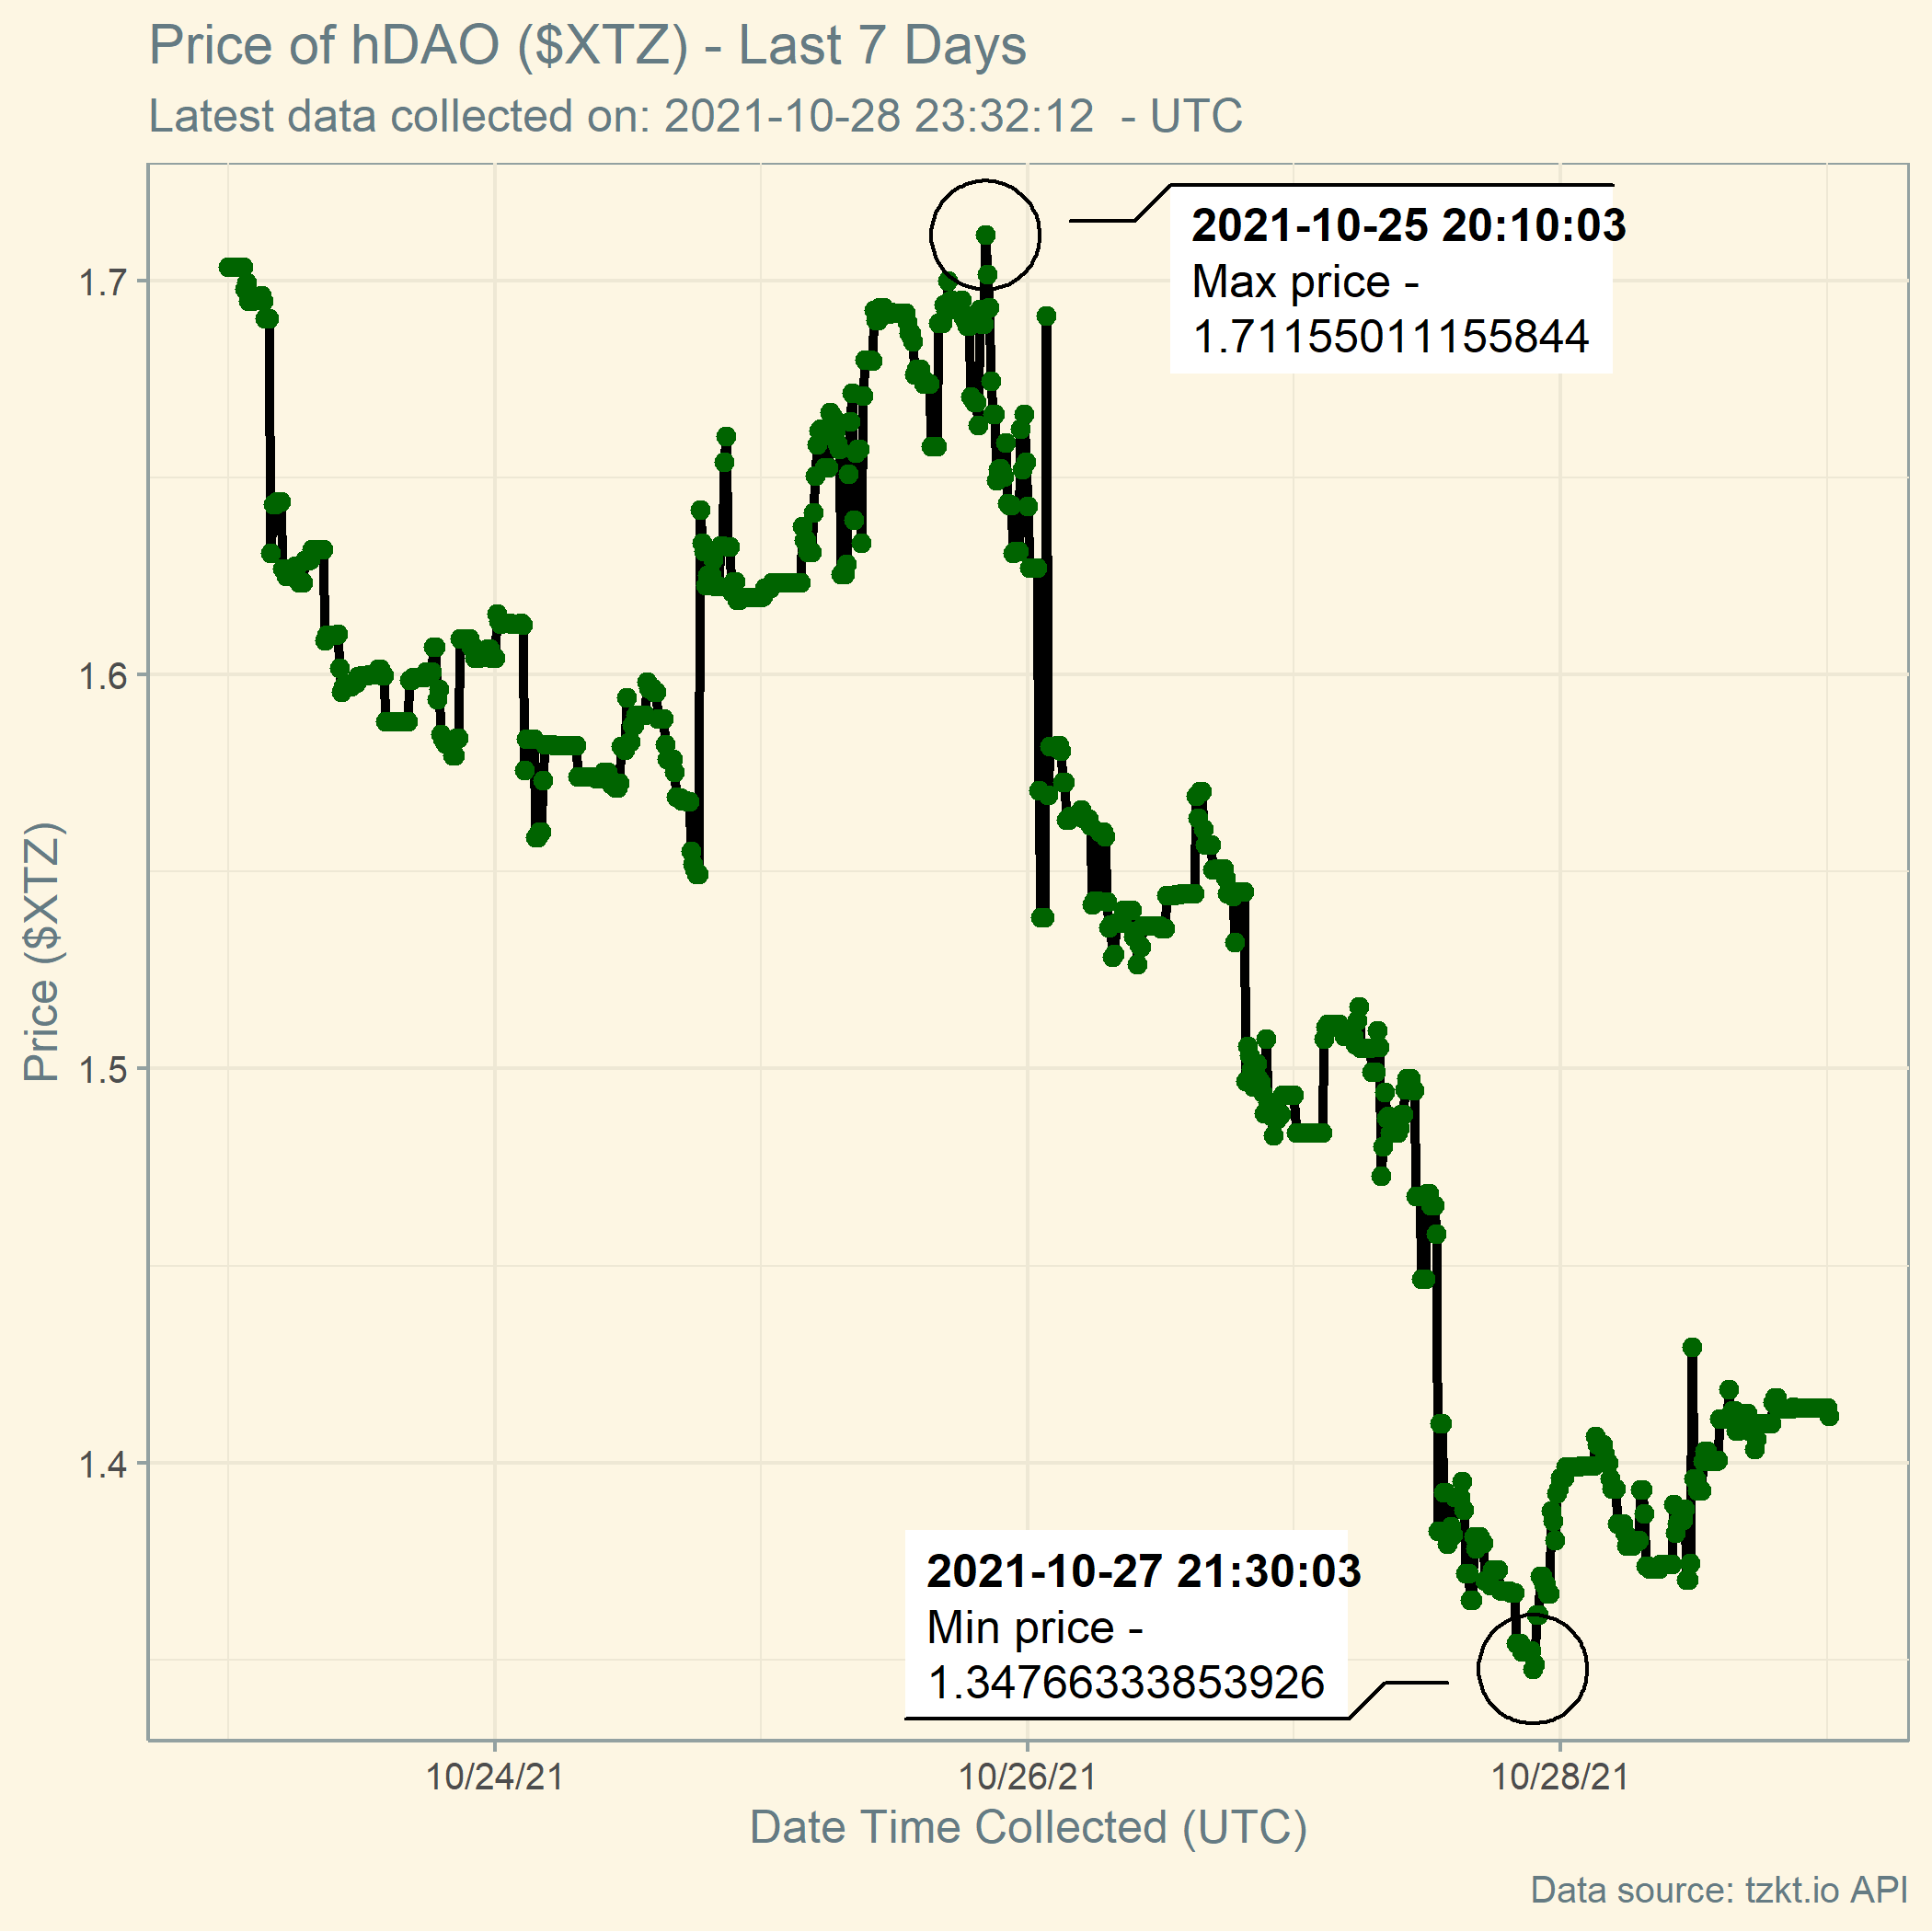 Price of hDAO ($XTZ) - Last 7 Days
Latest data collected on: 2021-10-28 23:32:12  - UTC
2021-10-25 20:10:03
Max price -
1.71155011155844
1.7
1.6
1.5
1.4
Price ($XTZ)
2021-10-27 21:30:03
Min price -
1.34766333853926
10/24/21
10/26/21
10/28/21
Date Time Collected (UTC)
Data source: tzkt.io API